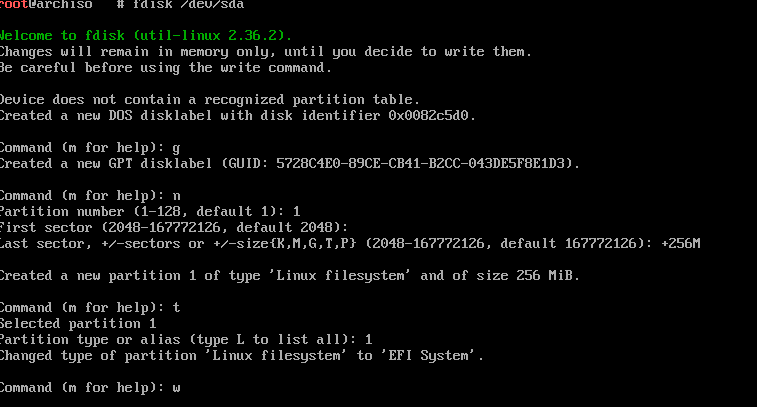 root@archiso # fdisk /dev/sda
Welcome to fdisk (util-linux 2.36.2).
Changes will remain in memory only, until you decide to write them.
Be careful before using the write command.
Device does not contain a recognized partition table.
Created a new DOS disklabel with disk identifier 0x0082c5d0.
Command (m for help): g
Created a new GPT disklabel (GUID: 5728C4E0-89CE-CB41-B2CC-043DE5F8E1D3).
Command (m for help): n
Partition number (1-128, default 1): 1
First sector (2048-167772126, default 2048):
Last sector, +/-sectors or +/-size{K,M,G,T,P} (2048-167772126, default 167772126): +256M
Created a new partition 1 of type 'Linux filesystem' and of size 256 MiB.
Command (m for help): t
Selected partition 1
Partition type or alias (type L to list all): 1
Changed type of partition 'Linux filesystem' to 'EFI System'.
Command (m for help): w